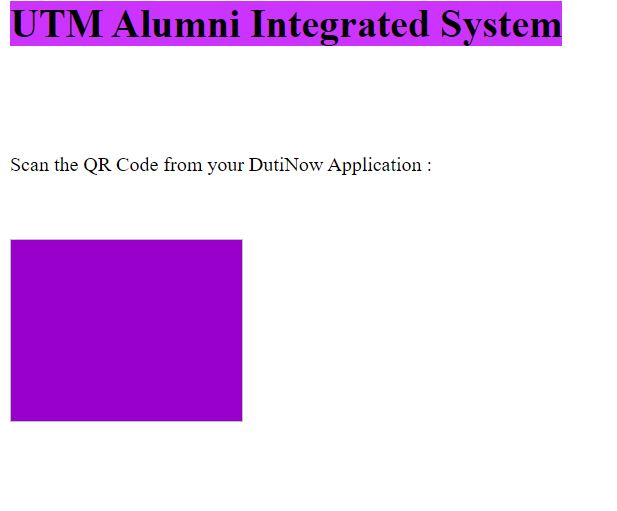 UTM Alumni Integrated System
Scan the QR Code from your DutiNow Application :